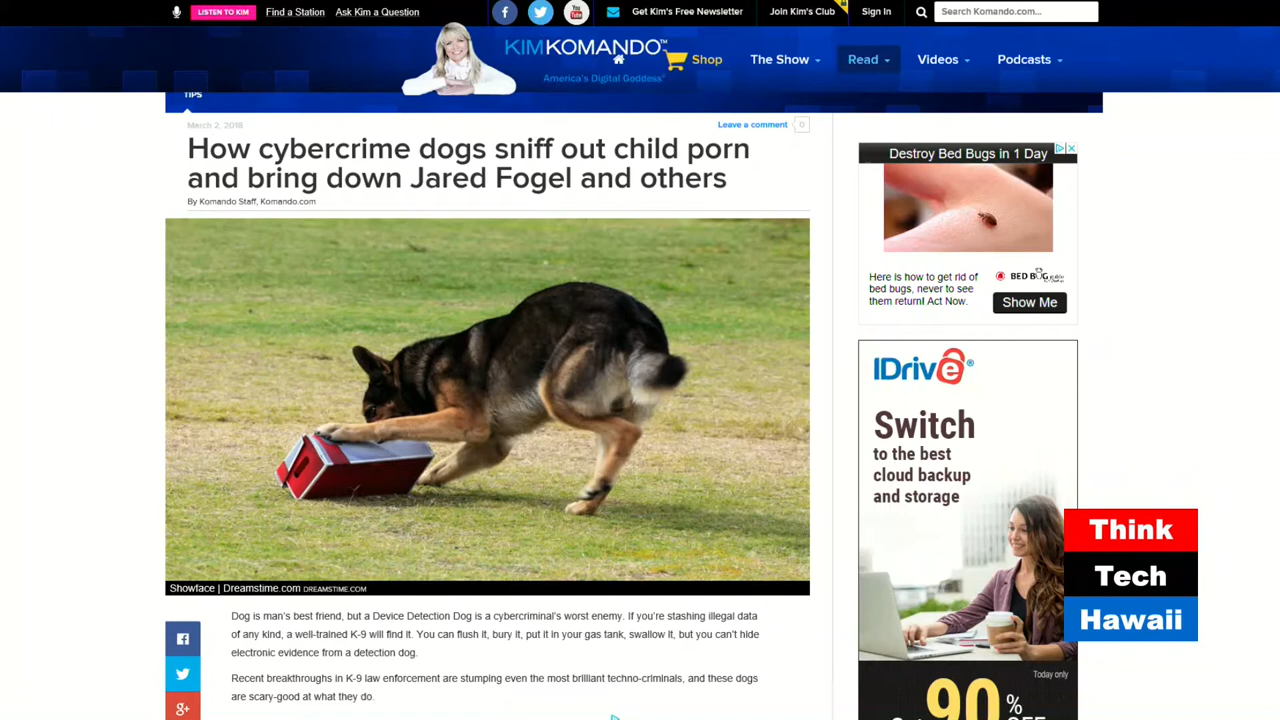 LISTEN TO KIM
Find a Station
Ask Kim a Question
Get Kim's Free Newsletter
Join Kim's Club
Sign In
Search Komando.com...
KIMKOMANDO™
America's Digital Goddess®
Shop
The Show
Read
Videos
Podcasts
TIPS
March 2, 2018
Leave a comment 0
How cybercrime dogs sniff out child porn
and bring down Jared Fogel and others
By Komando Staff, Komando.com
Showface | Dreamstime.com DREAMSTIME.COM
Dog is man's best friend, but a Device Detection Dog is a cybercriminal's worst enemy. If you're stashing illegal data
of any kind, a well-trained K-9 will find it. You can flush it, bury it, put it in your gas tank, swallow it, but you can't hide
electronic evidence from a detection dog.
Recent breakthroughs in K-9 law enforcement are stumping even the most brilliant techno-criminals, and these dogs
are scary-good at what they do.
Destroy Bed Bugs in 1 Day
Here is how to get rid of
bed bugs, never to see
them return! Act Now.
BED BUG
Show Me
IDrive®
Switch
to the best
cloud backup
and storage
Today only
90%
OFF
Think
Tech
Hawaii